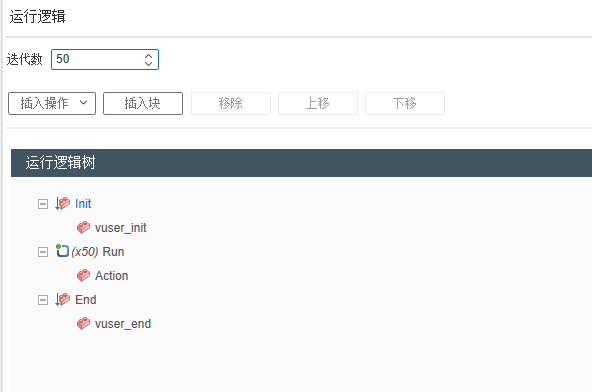 运行逻辑
迭代数 50
插入操作 插入块 移除 上移 下移
运行逻辑树
Init
vuser_init
(x50) Run
Action
End
vuser_end